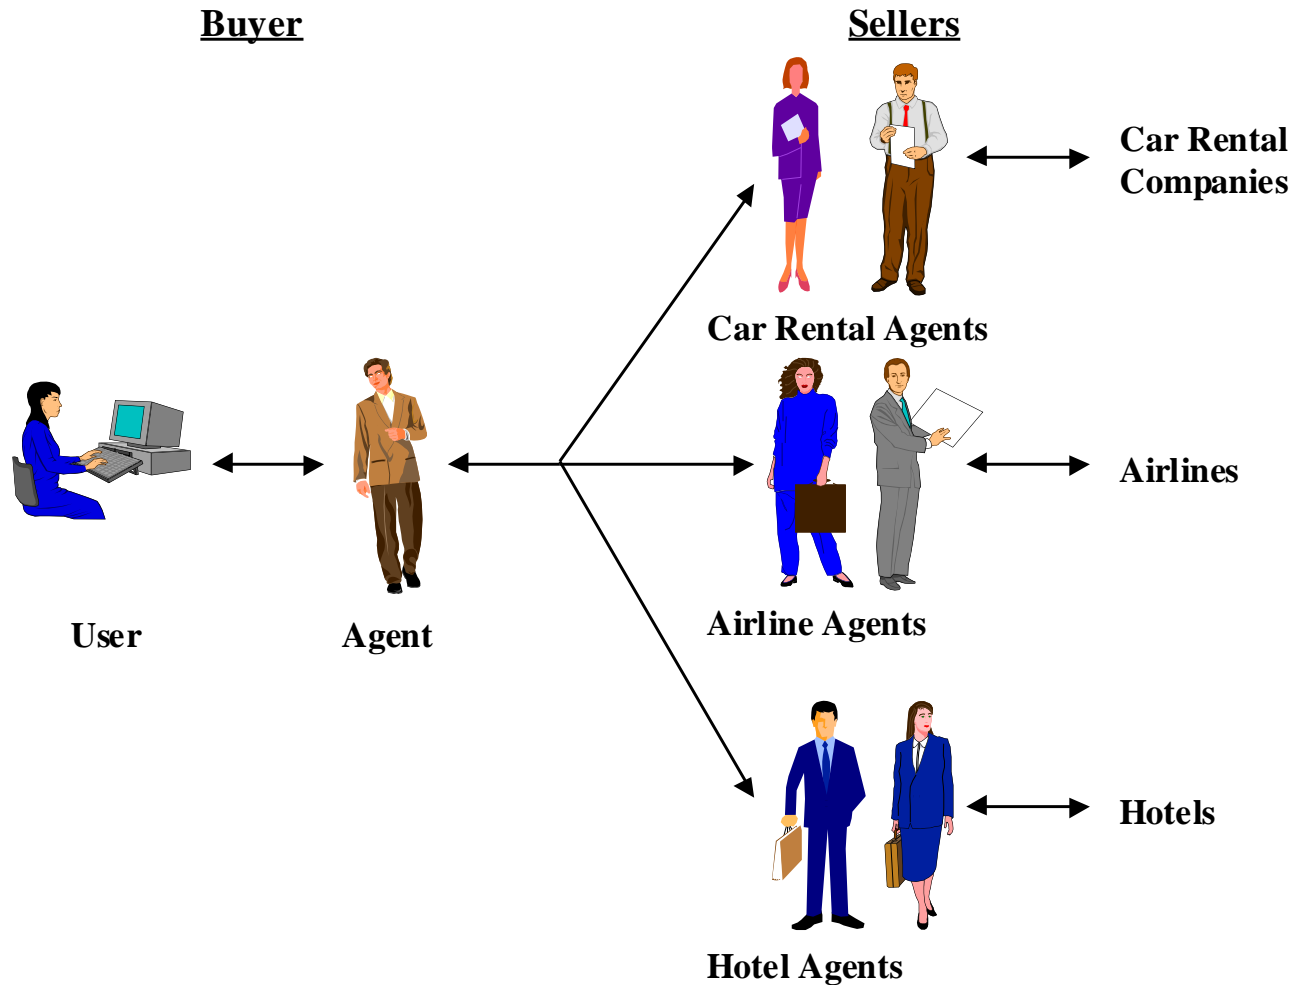 Buyer
Sellers
Car Rental
Companies
Car Rental Agents
Airlines
User
Agent
Airline Agents
Hotels
Hotel Agents